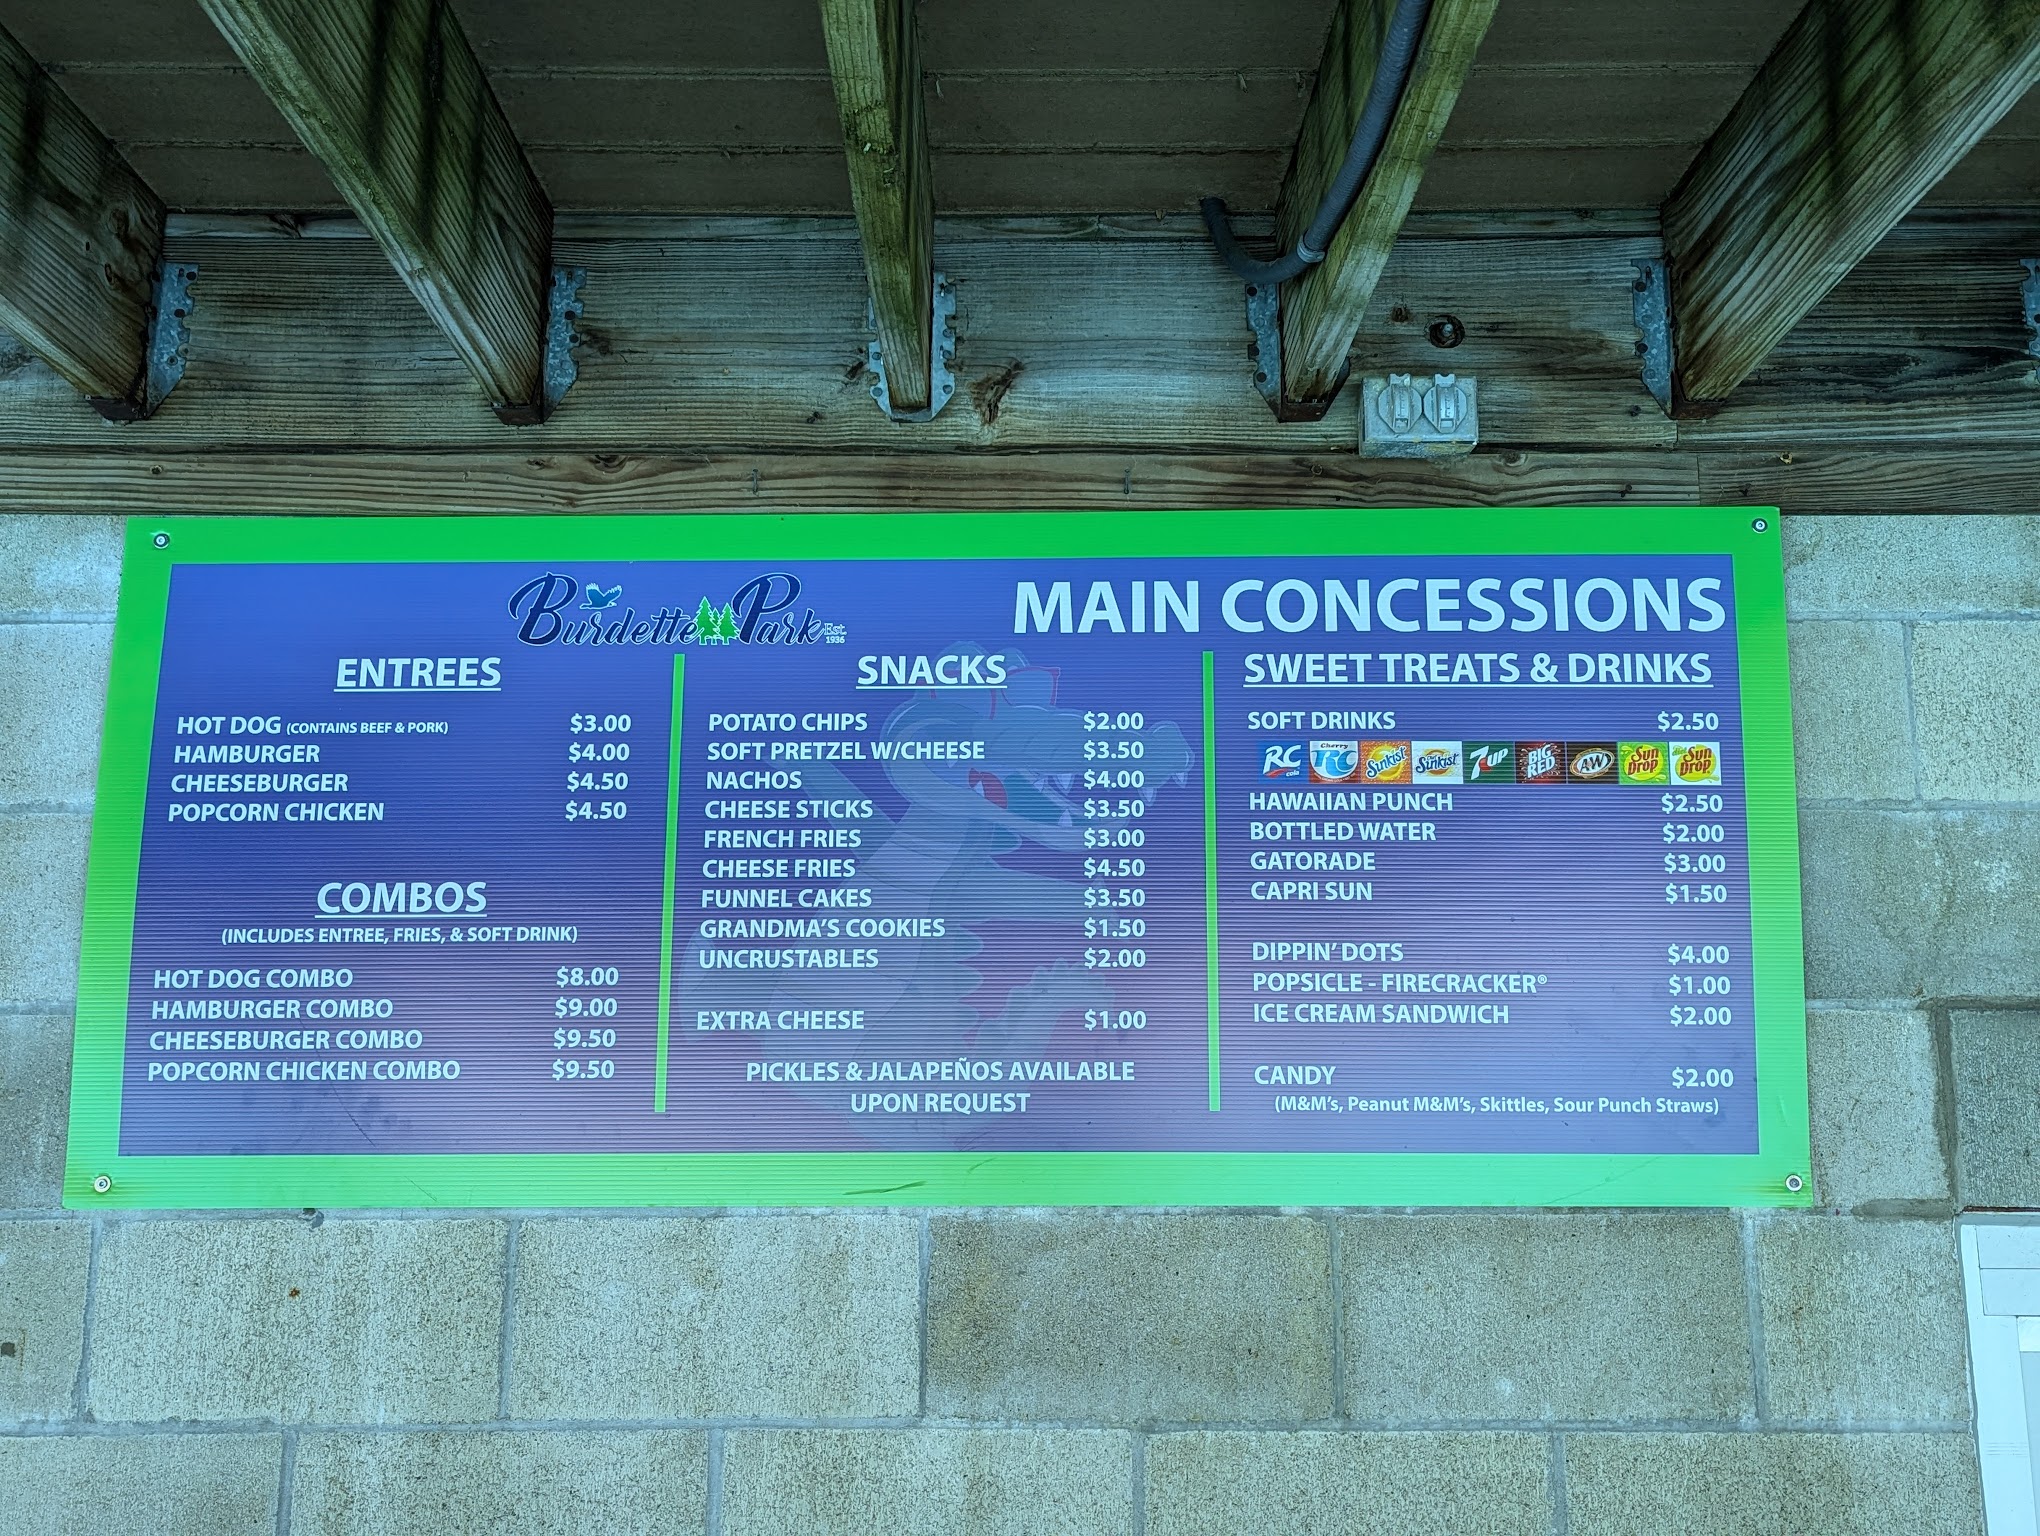 Burdette Park Est. 1936
MAIN CONCESSIONS
ENTREES
HOT DOG (CONTAINS BEEF & PORK) $3.00
HAMBURGER $4.00
CHEESEBURGER $4.50
POPCORN CHICKEN $4.50
COMBOS
(INCLUDES ENTREE, FRIES, & SOFT DRINK)
HOT DOG COMBO $8.00
HAMBURGER COMBO $9.00
CHEESEBURGER COMBO $9.50
POPCORN CHICKEN COMBO $9.50
SNACKS
POTATO CHIPS $2.00
SOFT PRETZEL W/CHEESE $3.50
NACHOS $4.00
CHEESE STICKS $3.50
FRENCH FRIES $3.00
CHEESE FRIES $4.50
FUNNEL CAKES $3.50
GRANDMA'S COOKIES $1.50
UNCRUSTABLES $2.00
EXTRA CHEESE $1.00
PICKLES & JALAPEÑOS AVAILABLE
UPON REQUEST
SWEET TREATS & DRINKS
SOFT DRINKS $2.50
RC cola Cherry RC Sunkist Sunkist 7UP BIG RED A&W Sun Drop Sun Drop
HAWAIIAN PUNCH $2.50
BOTTLED WATER $2.00
GATORADE $3.00
CAPRI SUN $1.50
DIPPIN' DOTS $4.00
POPSICLE - FIRECRACKER® $1.00
ICE CREAM SANDWICH $2.00
CANDY $2.00
(M&M's, Peanut M&M's, Skittles, Sour Punch Straws)